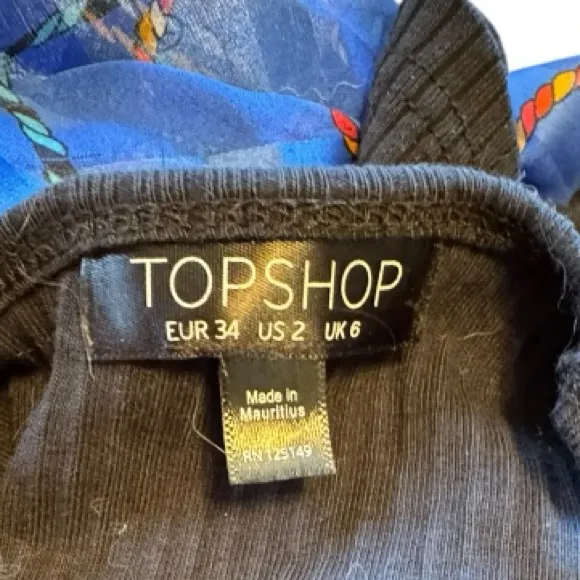 TOPSHOP
EUR 34 US 2 UK 6
Made in
Mauritius
RN 125149